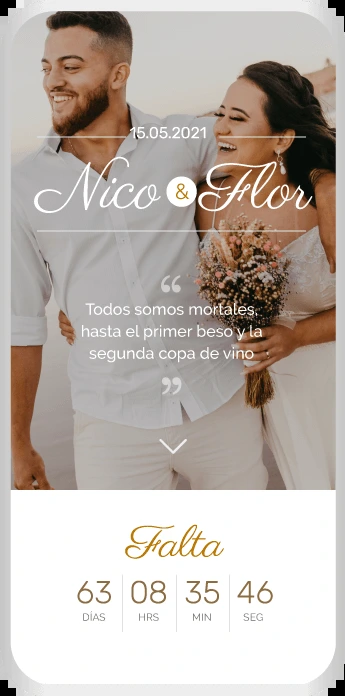 15.05.2021
Nico & Flor
“
Todos somos mortales,
hasta el primer beso y la
segunda copa de vino
”
Falta
63 08 35 46
DÍAS HRS MIN SEG